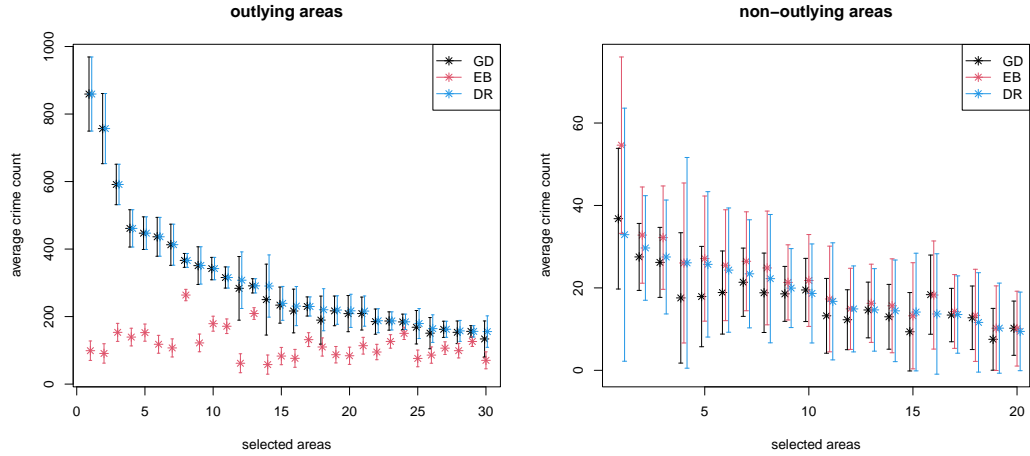 outlying areas
average crime count
1000
800
600
400
200
0
GD
EB
DR
0
5
10
15
20
25
30
selected areas
non−outlying areas
average crime count
60
40
20
0
GD
EB
DR
5
10
15
20
selected areas